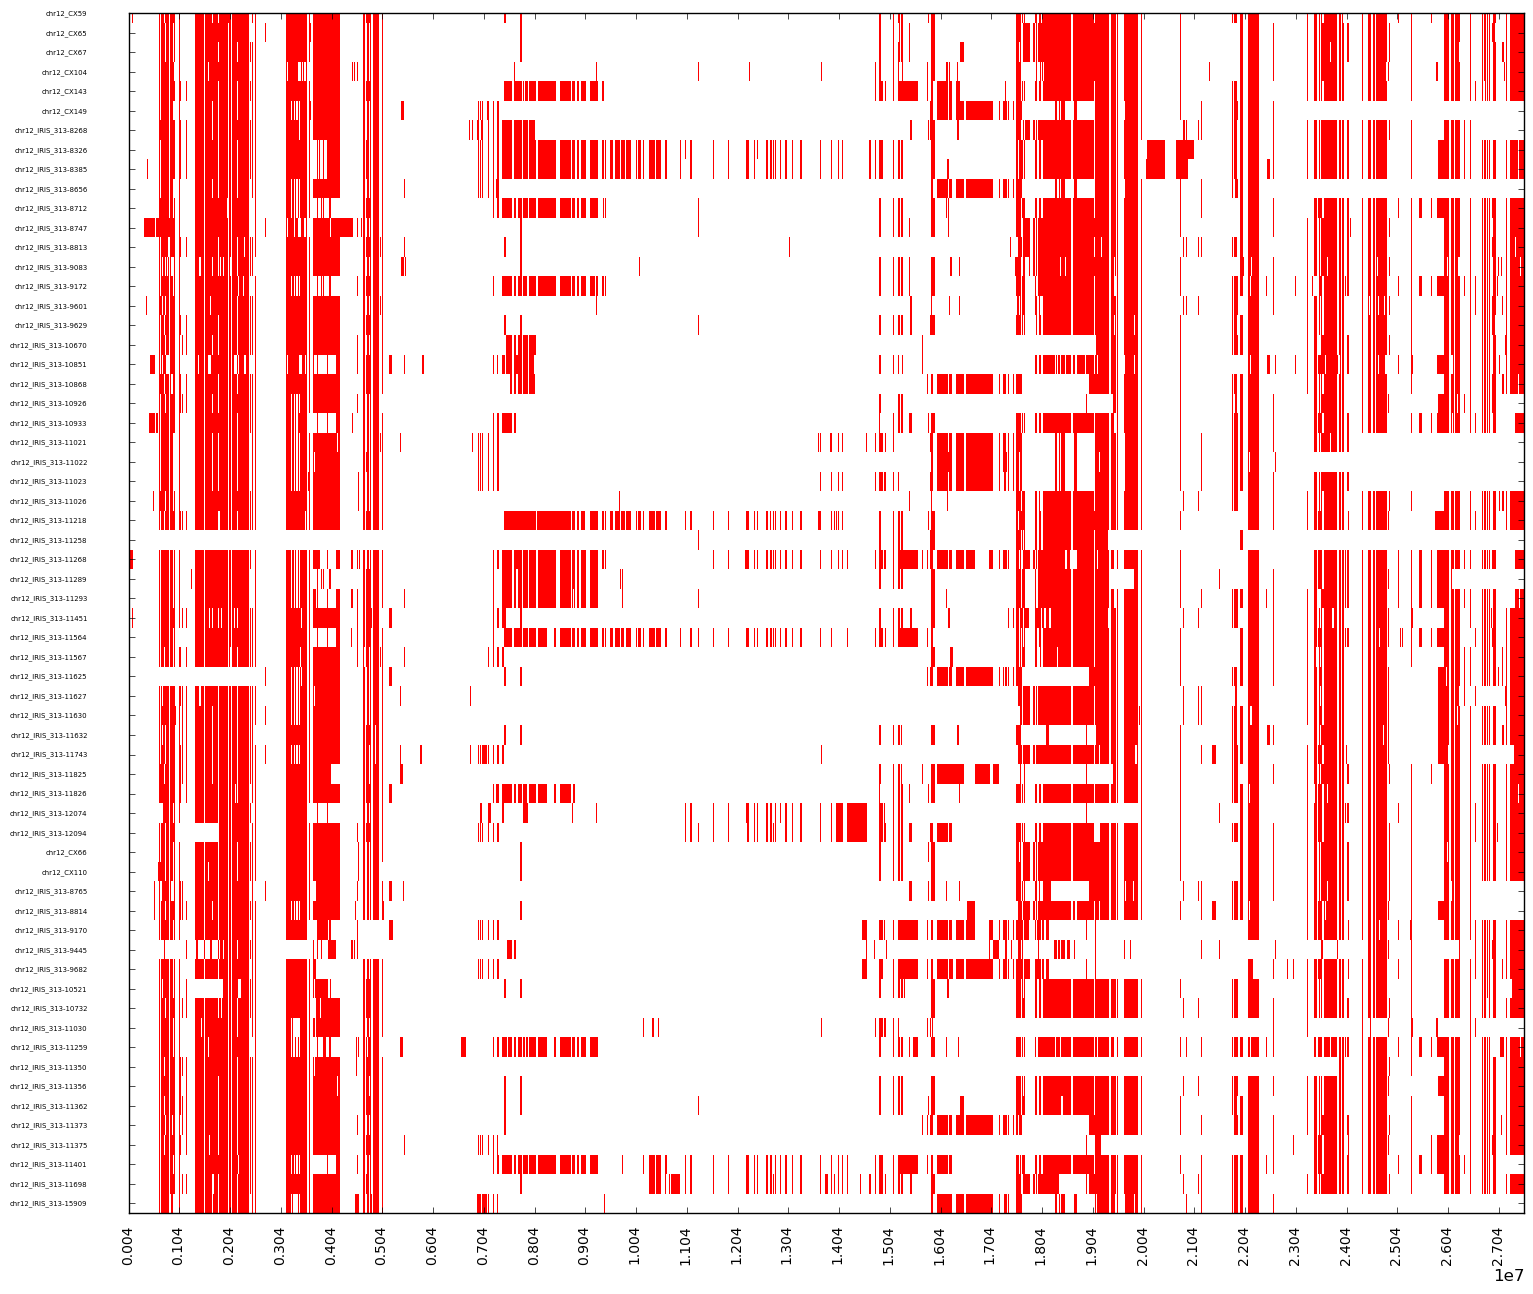 chr12_CX59
chr12_CX65
chr12_CX67
chr12_CX104
chr12_CX143
chr12_CX149
chr12_IRIS_313-8268
chr12_IRIS_313-8326
chr12_IRIS_313-8385
chr12_IRIS_313-8656
chr12_IRIS_313-8712
chr12_IRIS_313-8747
chr12_IRIS_313-8813
chr12_IRIS_313-9083
chr12_IRIS_313-9172
chr12_IRIS_313-9601
chr12_IRIS_313-9629
chr12_IRIS_313-10670
chr12_IRIS_313-10851
chr12_IRIS_313-10868
chr12_IRIS_313-10926
chr12_IRIS_313-10933
chr12_IRIS_313-11021
chr12_IRIS_313-11022
chr12_IRIS_313-11023
chr12_IRIS_313-11026
chr12_IRIS_313-11218
chr12_IRIS_313-11258
chr12_IRIS_313-11268
chr12_IRIS_313-11289
chr12_IRIS_313-11293
chr12_IRIS_313-11451
chr12_IRIS_313-11564
chr12_IRIS_313-11567
chr12_IRIS_313-11625
chr12_IRIS_313-11627
chr12_IRIS_313-11630
chr12_IRIS_313-11632
chr12_IRIS_313-11743
chr12_IRIS_313-11825
chr12_IRIS_313-11826
chr12_IRIS_313-12074
chr12_IRIS_313-12094
chr12_CX66
chr12_CX110
chr12_IRIS_313-8765
chr12_IRIS_313-8814
chr12_IRIS_313-9170
chr12_IRIS_313-9445
chr12_IRIS_313-9682
chr12_IRIS_313-10521
chr12_IRIS_313-10732
chr12_IRIS_313-11030
chr12_IRIS_313-11259
chr12_IRIS_313-11350
chr12_IRIS_313-11356
chr12_IRIS_313-11362
chr12_IRIS_313-11373
chr12_IRIS_313-11375
chr12_IRIS_313-11401
chr12_IRIS_313-11698
chr12_IRIS_313-15909
0.004
0.104
0.204
0.304
0.404
0.504
0.604
0.704
0.804
0.904
1.004
1.104
1.204
1.304
1.404
1.504
1.604
1.704
1.804
1.904
2.004
2.104
2.204
2.304
2.404
2.504
2.604
2.704
1e7